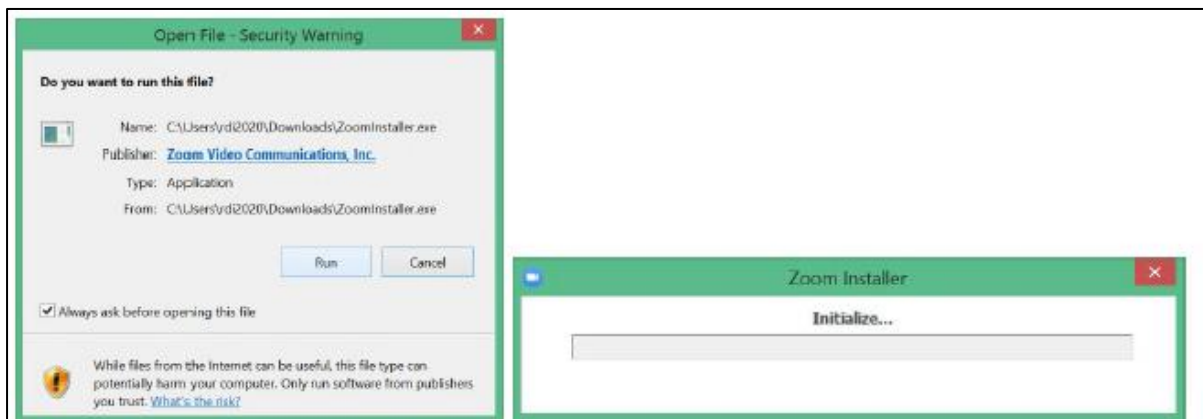 Open File - Security Warning
Do you want to run this file?
Name: C:\Users\rdi2020\Downloads\ZoomInstaller.exe
Publisher: Zoom Video Communications, Inc.
Type: Application
From: C:\Users\rdi2020\Downloads\ZoomInstaller.exe
Run Cancel
Always ask before opening this file
While files from the Internet can be useful, this file type can
potentially harm your computer. Only run software from publishers
you trust. What's the risk?
Zoom Installer
Initialize...